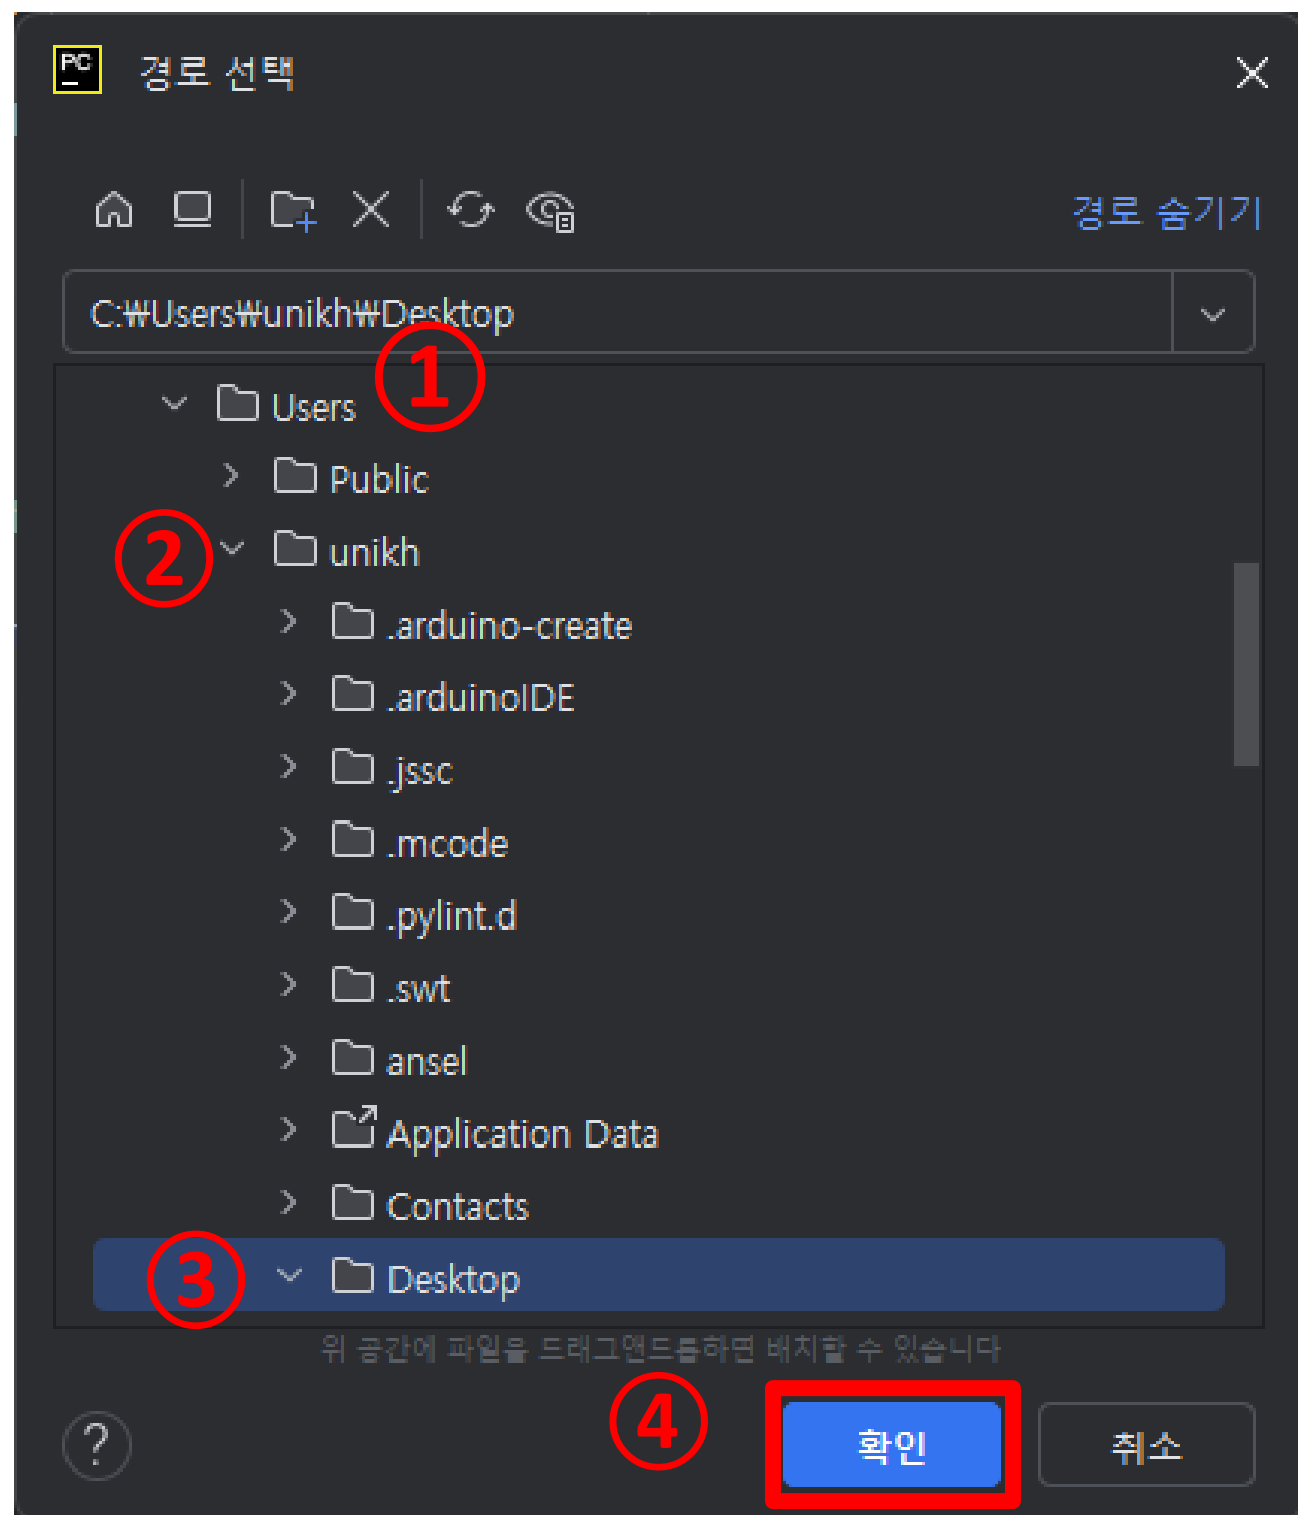 PC 경로 선택
경로 숨기기
C:₩Users₩unikh₩Desktop
①
Users
Public
② unikh
.arduino-create
.arduinoIDE
.jssc
.mcode
.pylint.d
.swt
ansel
Application Data
Contacts
③ Desktop
위 공간에 파일을 드래그앤드롭하면 배치할 수 있습니다
④
? 확인 취소